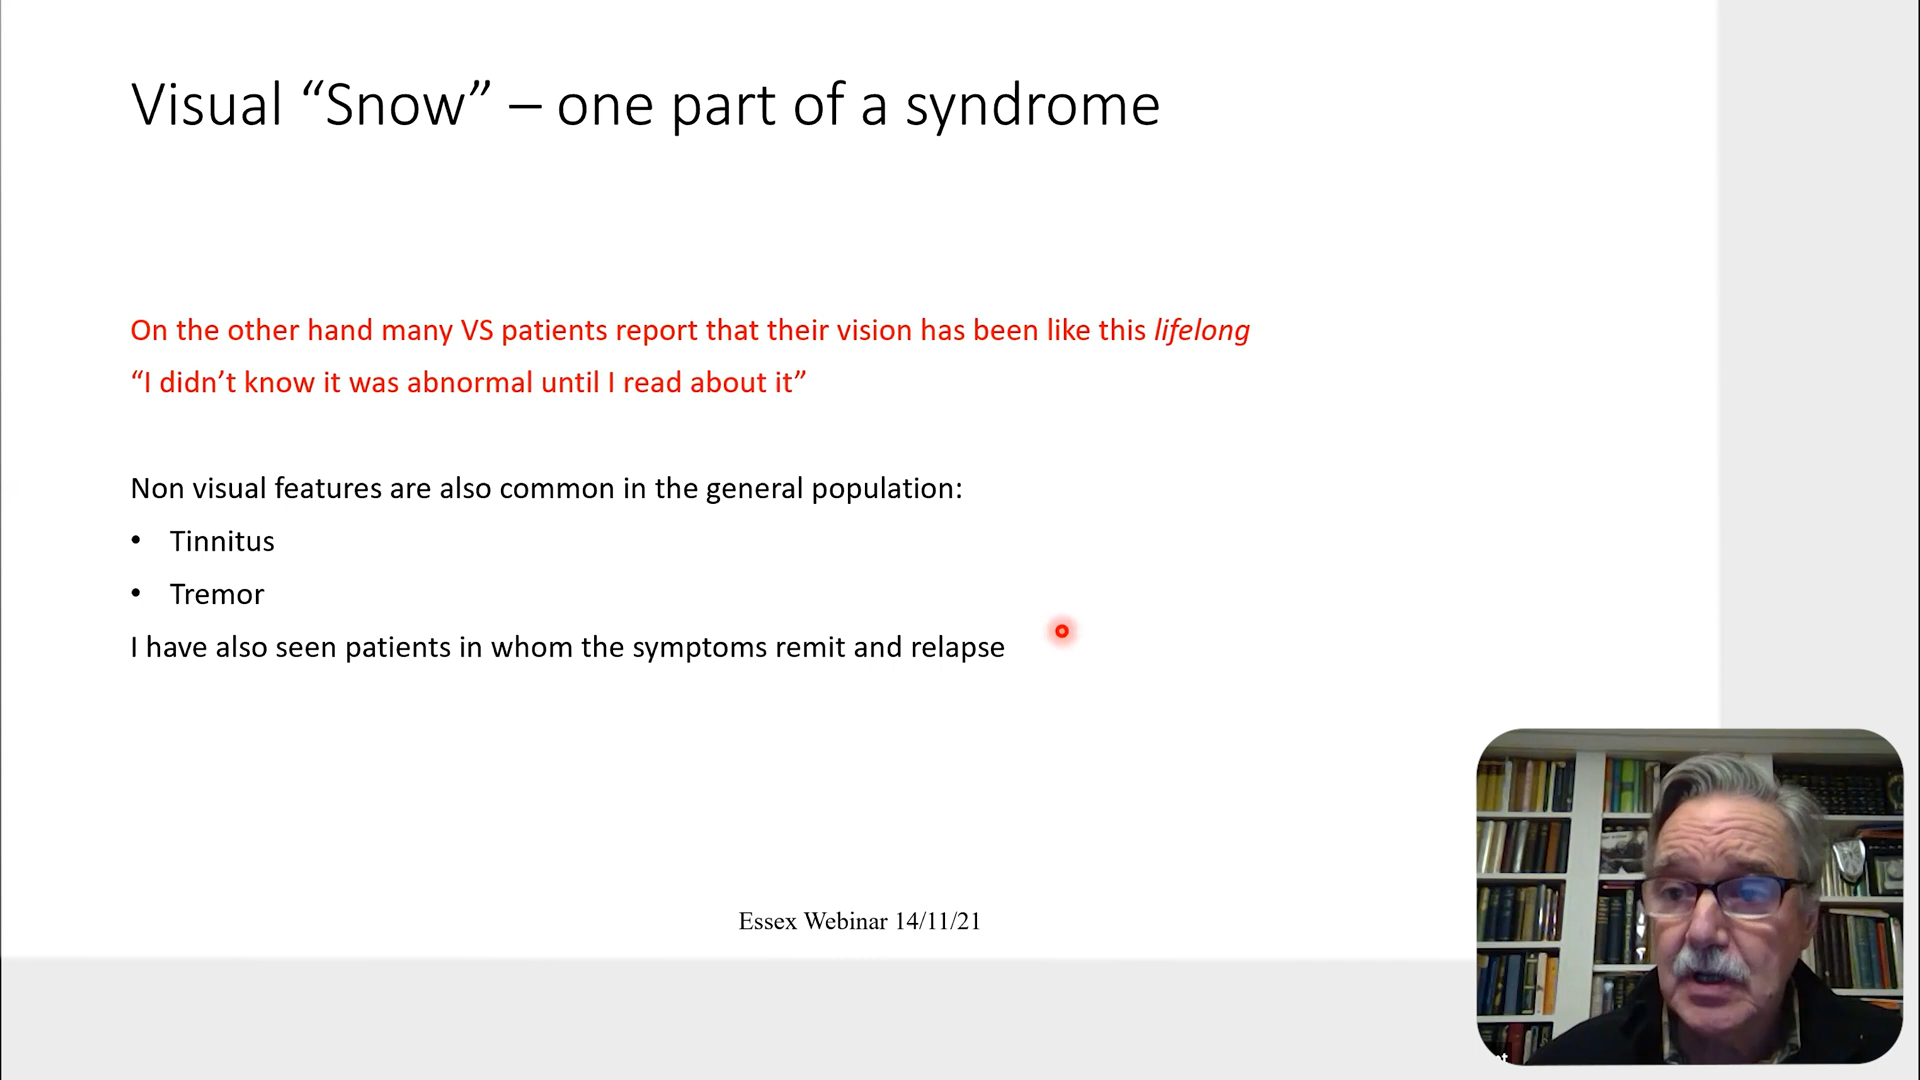 Visual “Snow” – one part of a syndrome
On the other hand many VS patients report that their vision has been like this lifelong
“I didn’t know it was abnormal until I read about it”
Non visual features are also common in the general population:
• Tinnitus
• Tremor
I have also seen patients in whom the symptoms remit and relapse
Essex Webinar 14/11/21